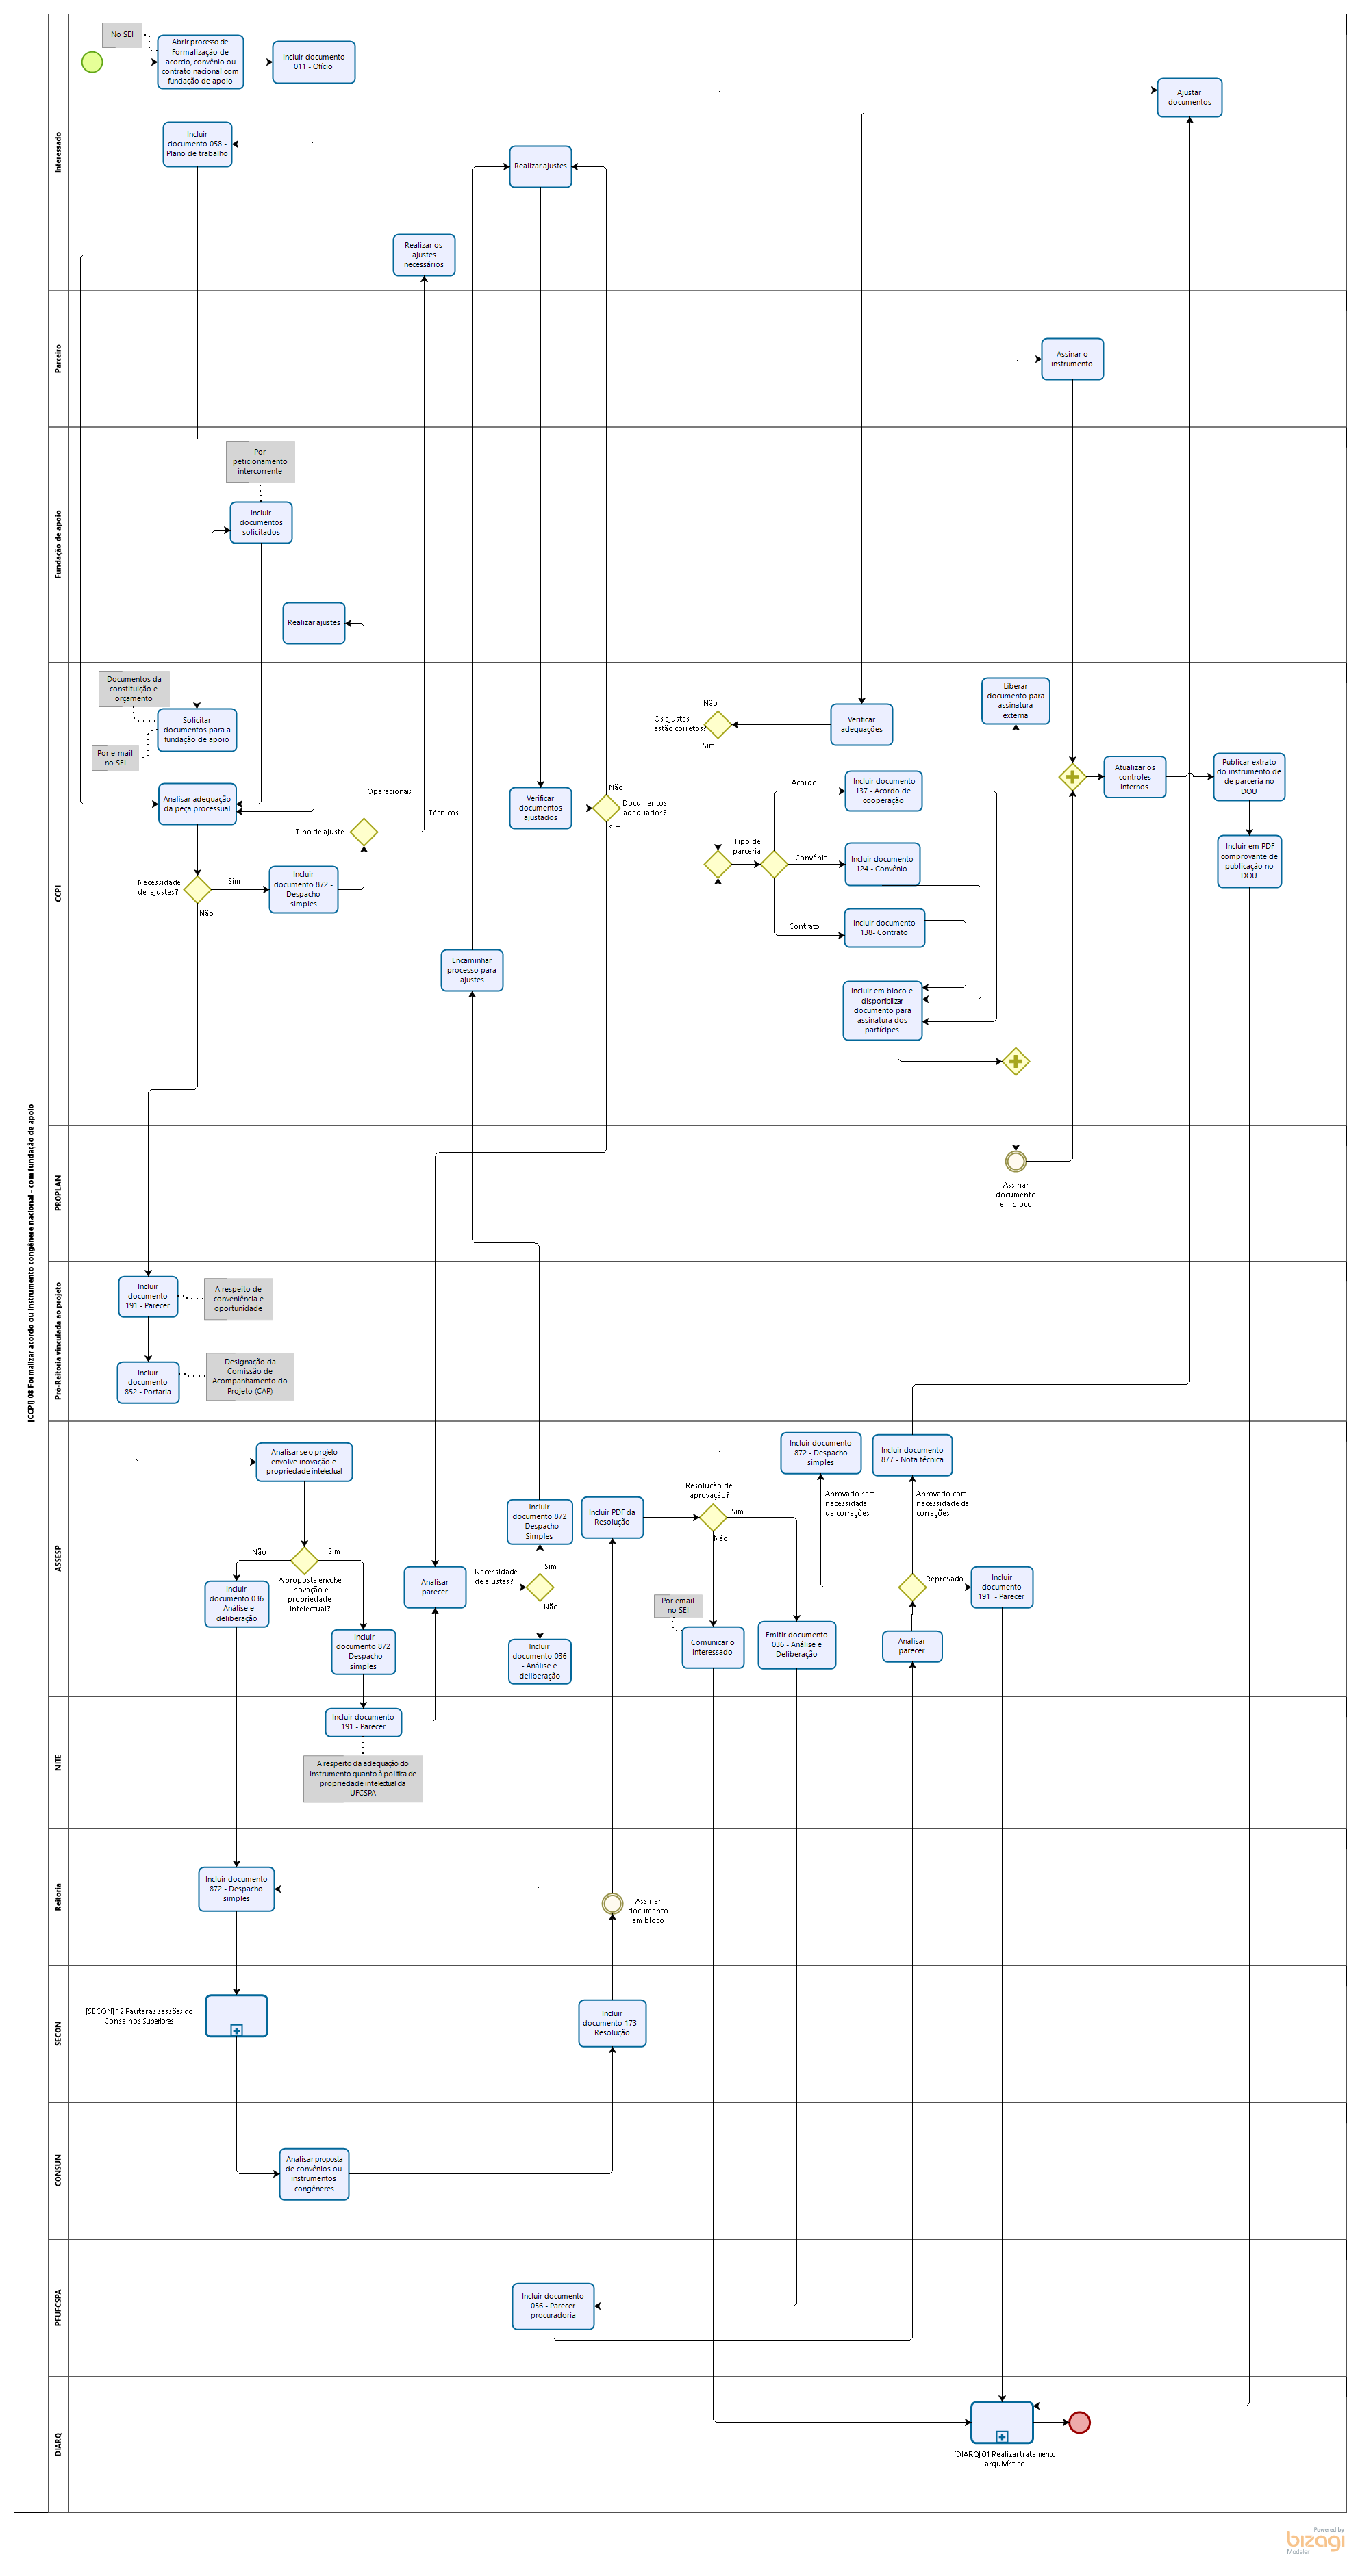 [CCPI] 08 Formalizar acordo ou instrumento congênere nacional - com fundação de apoio
Interessado
No SEI
Abrir processo de
Formalização de
acordo, convênio ou
contrato nacional com
fundação de apoio
Incluir documento
011 - Ofício
Incluir
documento 058 -
Plano de trabalho
Realizar ajustes
Realizar os
ajustes
necessários
Ajustar
documentos
Parceiro
Assinar o
instrumento
Fundação de apoio
Por
peticionamento
intercorrente
Incluir
documentos
solicitados
Realizar ajustes
CCPI
Documentos da
constituição e
orçamento
Solicitar
documentos para a
fundação de apoio
Por e-mail
no SEI
Analisar adequação
da peça processual
Necessidade
de ajustes?
Sim
Não
Incluir
documento 872 -
Despacho
simples
Tipo de ajuste
Operacionais
Técnicos
Encaminhar
processo para
ajustes
Verificar
documentos
ajustados
Não
Documentos
adequados?
Sim
Não
Os ajustes
estão corretos?
Sim
Verificar
adequações
Tipo de
parceria
Acordo
Incluir documento
137 - Acordo de
cooperação
Convênio
Incluir documento
124 - Convênio
Contrato
Incluir documento
138- Contrato
Incluir em bloco e
disponibilizar
documento para
assinatura dos
partícipes
Liberar
documento para
assinatura
externa
Atualizar os
controles
internos
Publicar extrato
do instrumento de
de parceria no
DOU
Incluir em PDF
comprovante de
publicação no
DOU
PROPLAN
Assinar
documento
em bloco
Pró-Reitoria vinculada ao projeto
Incluir
documento
191 - Parecer
A respeito de
conveniência e
oportunidade
Incluir
documento
852 - Portaria
Designação da
Comissão de
Acompanhamento do
Projeto (CAP)
ASSESP
Analisar se o projeto
envolve inovação e
propriedade intelectual
Não
Sim
A proposta envolve
inovação e
propriedade
intelectual?
Incluir
documento 036
- Análise e
deliberação
Incluir
documento 872
- Despacho
simples
Analisar
parecer
Necessidade
de ajustes?
Incluir
documento 872
- Despacho
Simples
Sim
Não
Incluir
documento 036
- Análise e
deliberação
Incluir PDF da
Resolução
Resolução de
aprovação?
Sim
Não
Por email
no SEI
Comunicar o
interessado
Emitir documento
036 - Análise e
Deliberação
Incluir documento
872 - Despacho
simples
Incluir documento
877 - Nota técnica
Aprovado sem
necessidade
de correções
Aprovado com
necessidade de
correções
Reprovado
Incluir
documento
191 - Parecer
Analisar
parecer
NITE
Incluir documento
191 - Parecer
A respeito da adequação do
instrumento quanto à política de
propriedade intelectual da
UFCSPA
Reitoria
Incluir documento
872 - Despacho
simples
Assinar
documento
em bloco
SECON
[SECON] 12 Pautar as sessões do
Conselhos Superiores
Incluir
documento 173 -
Resolução
CONSUN
Analisar proposta
de convênios ou
instrumentos
congêneres
PFUFCSPA
Incluir documento
056 - Parecer
procuradoria
DIARQ
[DIARQ] 01 Realizar tratamento
arquivístico
Powered by
bizagi
Modeler